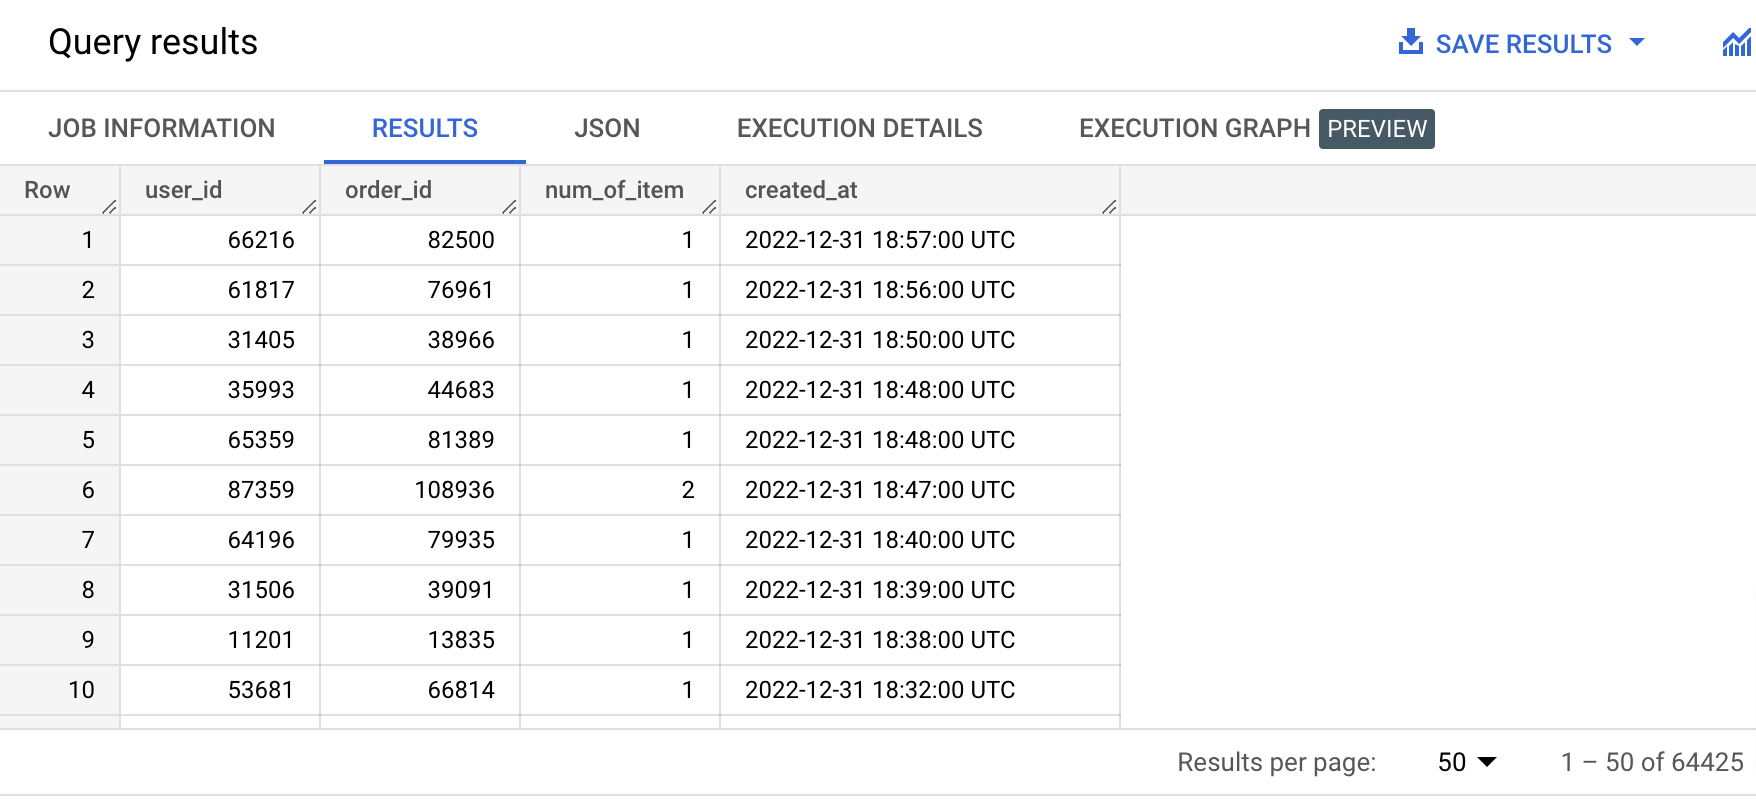 Query results SAVE RESULTS
JOB INFORMATION RESULTS JSON EXECUTION DETAILS EXECUTION GRAPH PREVIEW
Row user_id order_id num_of_item created_at
1 66216 82500 1 2022-12-31 18:57:00 UTC
2 61817 76961 1 2022-12-31 18:56:00 UTC
3 31405 38966 1 2022-12-31 18:50:00 UTC
4 35993 44683 1 2022-12-31 18:48:00 UTC
5 65359 81389 1 2022-12-31 18:48:00 UTC
6 87359 108936 2 2022-12-31 18:47:00 UTC
7 64196 79935 1 2022-12-31 18:40:00 UTC
8 31506 39091 1 2022-12-31 18:39:00 UTC
9 11201 13835 1 2022-12-31 18:38:00 UTC
10 53681 66814 1 2022-12-31 18:32:00 UTC
Results per page: 50 1 – 50 of 64425